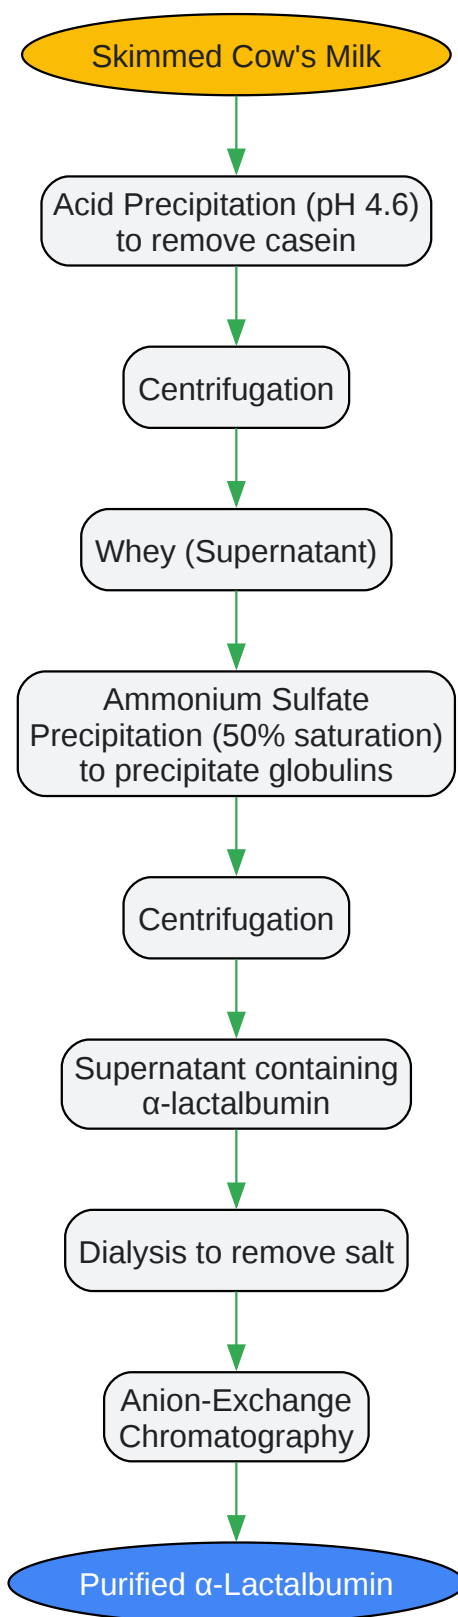 Skimmed Cow's Milk
Acid Precipitation (pH 4.6)
to remove casein
Centrifugation
Whey (Supernatant)
Ammonium Sulfate
Precipitation (50% saturation)
to precipitate globulins
Centrifugation
Supernatant containing
α-lactalbumin
Dialysis to remove salt
Anion-Exchange
Chromatography
Purified α-Lactalbumin